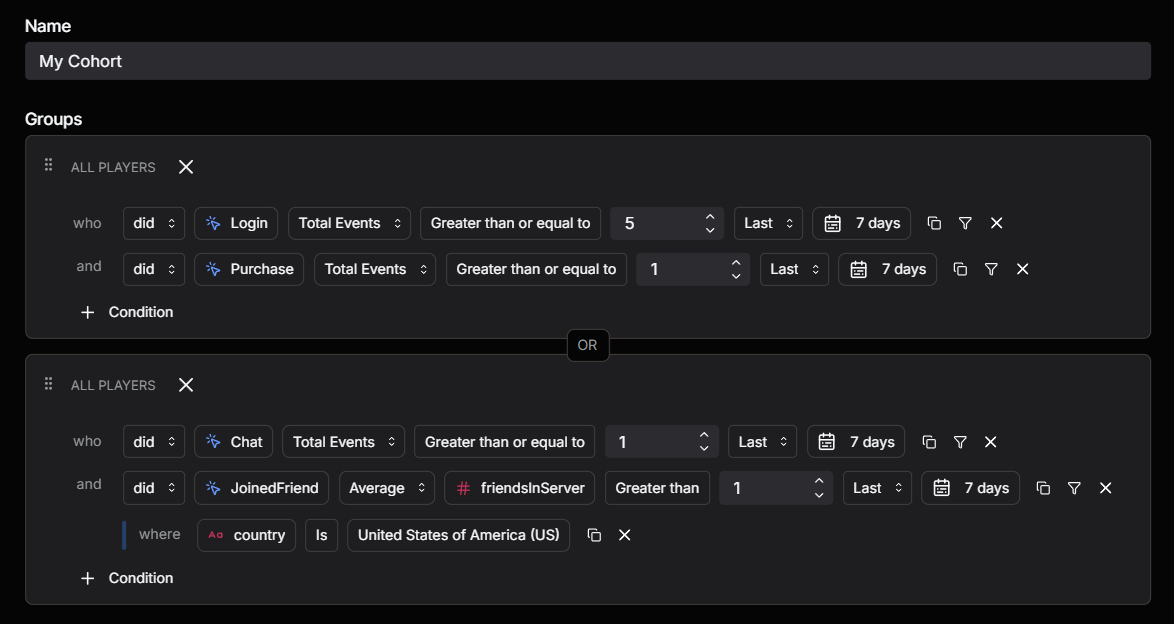 Name
My Cohort
Groups
ALL PLAYERS
who did Login Total Events Greater than or equal to 5 Last 7 days
and did Purchase Total Events Greater than or equal to 1 Last 7 days
+ Condition
OR
ALL PLAYERS
who did Chat Total Events Greater than or equal to 1 Last 7 days
and did JoinedFriend Average # friendsInServer Greater than 1 Last 7 days
where Aa country Is United States of America (US)
+ Condition